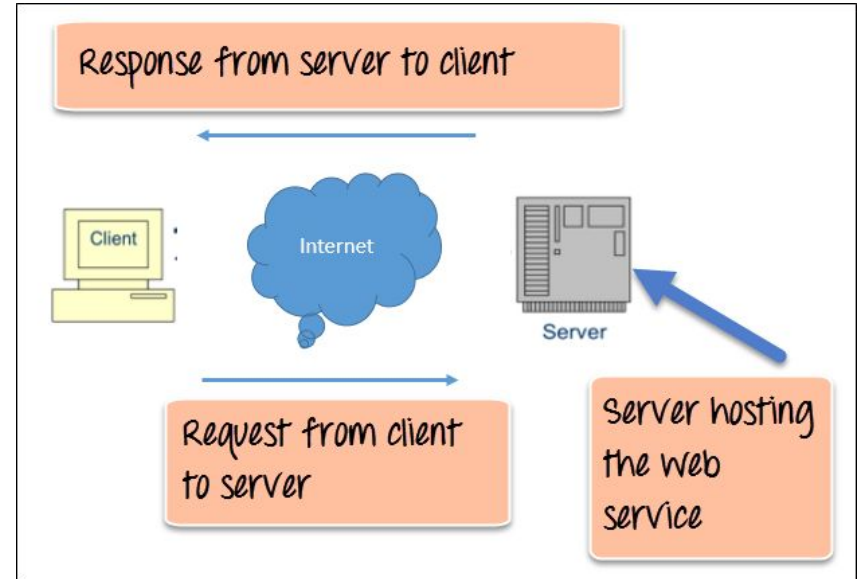 Response from server to client
Client
Internet
Server
Request from client
to server
Server hosting
the web
service